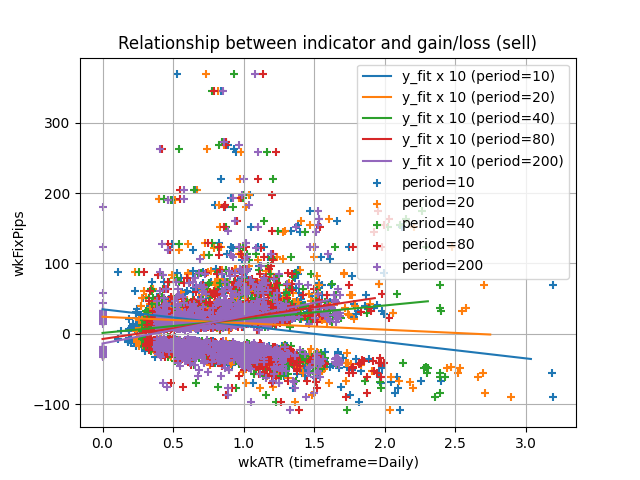 Relationship between indicator and gain/loss (sell)
y_fit x 10 (period=10)
y_fit x 10 (period=20)
y_fit x 10 (period=40)
y_fit x 10 (period=80)
y_fit x 10 (period=200)
period=10
period=20
period=40
period=80
period=200
wkFixPips
300
200
100
0
−100
0.0 0.5 1.0 1.5 2.0 2.5 3.0
wkATR (timeframe=Daily)